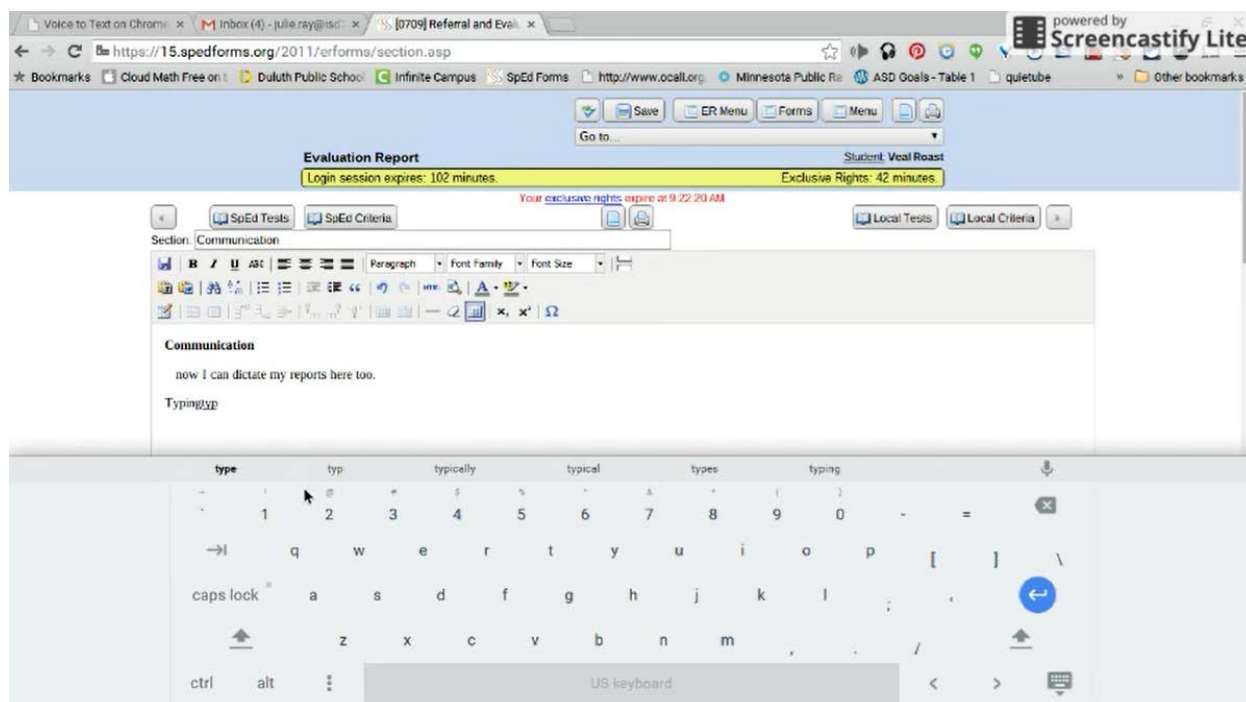 Voice to Text on Chrome × Inbox (4) - julie.ray@isd7 × [0709] Referral and Eval ×
powered by
Screencastify Lite
https://15.spedforms.org/2011/erforms/section.asp
Bookmarks Cloud Math Free on t Duluth Public School Infinite Campus SpEd Forms http://www.ocali.org Minnesota Public Ra ASD Goals - Table 1 quietube » Other bookmarks
Save ER Menu Forms Menu
Go to...
Evaluation Report Student: Veal Roast
Login session expires: 102 minutes. Exclusive Rights: 42 minutes.
Your exclusive rights expire at 9:22:20 AM
« SpEd Tests SpEd Criteria Local Tests Local Criteria »
Section: Communication
B I U ABC Paragraph Font Family Font Size
HTML A
x, x² Ω
Communication
now I can dictate my reports here too.
Typingtyp
type typ typically typical types typing
~ ! @ # $ % ^ & * ( )
` 1 2 3 4 5 6 7 8 9 0 - =
q w e r t y u i o p [ ] \
caps lock a s d f g h j k l ; '
z x c v b n m , . /
ctrl alt US keyboard < >